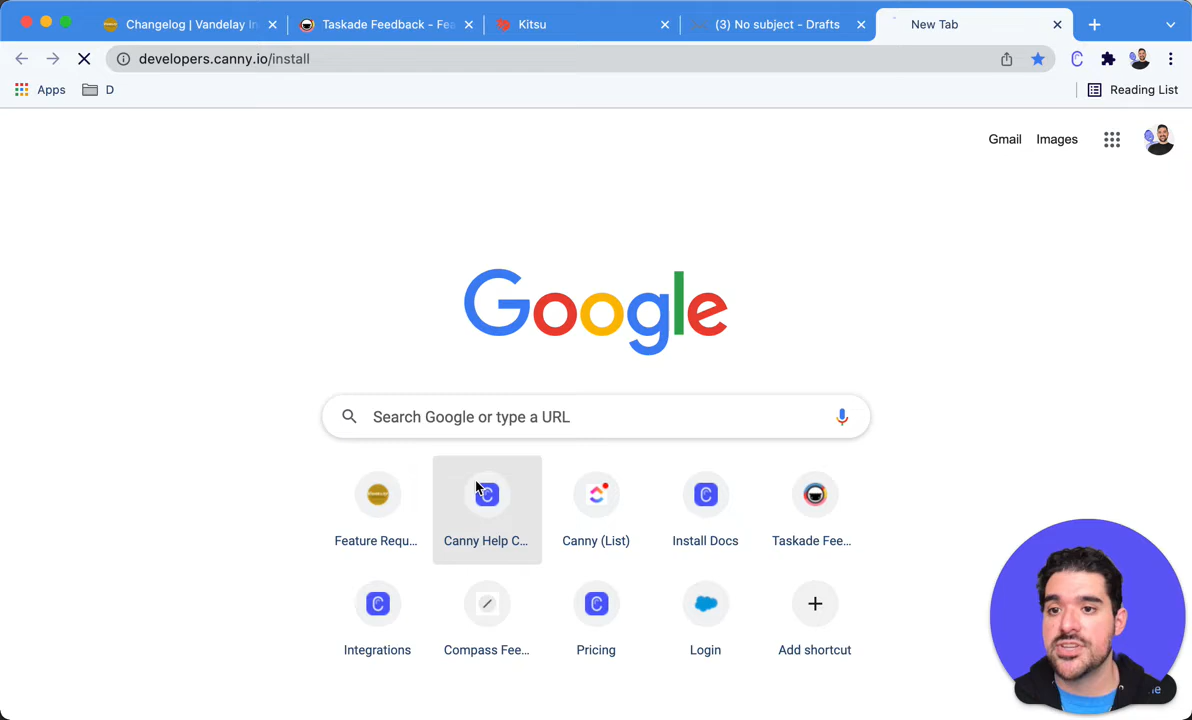 Changelog | Vandelay In
Taskade Feedback - Fea
Kitsu
(3) No subject - Drafts
New Tab
developers.canny.io/install
Apps
D
Reading List
Gmail
Images
Google
Search Google or type a URL
Feature Requ...
Canny Help C...
Canny (List)
Install Docs
Taskade Fee...
Integrations
Compass Fee...
Pricing
Login
Add shortcut